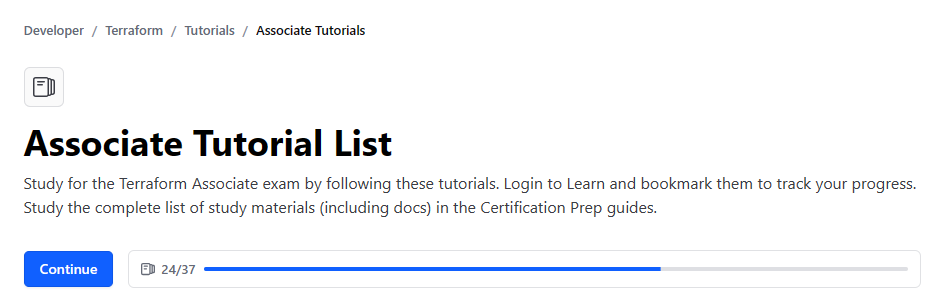 Developer / Terraform / Tutorials / Associate Tutorials
Associate Tutorial List
Study for the Terraform Associate exam by following these tutorials. Login to Learn and bookmark them to track your progress.
Study the complete list of study materials (including docs) in the Certification Prep guides.
Continue 24/37